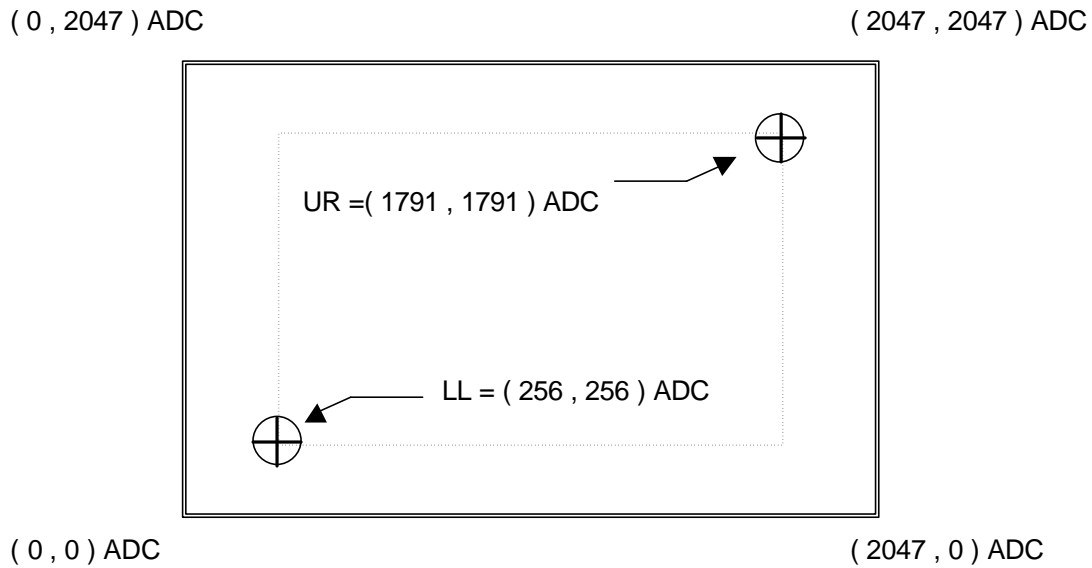 ( 0 , 2047 ) ADC
( 2047 , 2047 ) ADC
UR =( 1791 , 1791 ) ADC
LL = ( 256 , 256 ) ADC
( 0 , 0 ) ADC
( 2047 , 0 ) ADC